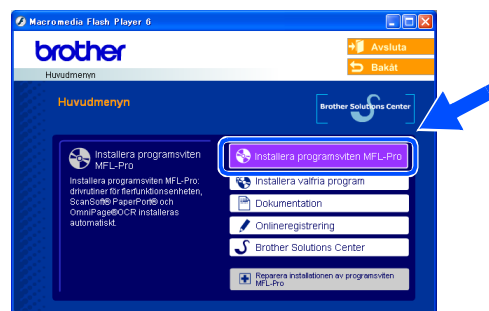 Macromedia Flash Player 6
brother
Avsluta
Bakåt
Huvudmenyn
Huvudmenyn
Brother Solutions Center
Installera programsviten
MFL-Pro
Installera programsviten MFL-Pro:
drivrutiner för flerfunktionsenheten,
ScanSoft® PaperPort® och
OmniPage®OCR installeras
automatiskt.
Installera programsviten MFL-Pro
Installera valfria program
Dokumentation
Onlineregistrering
Brother Solutions Center
Reparera installationen av programsviten
MFL-Pro